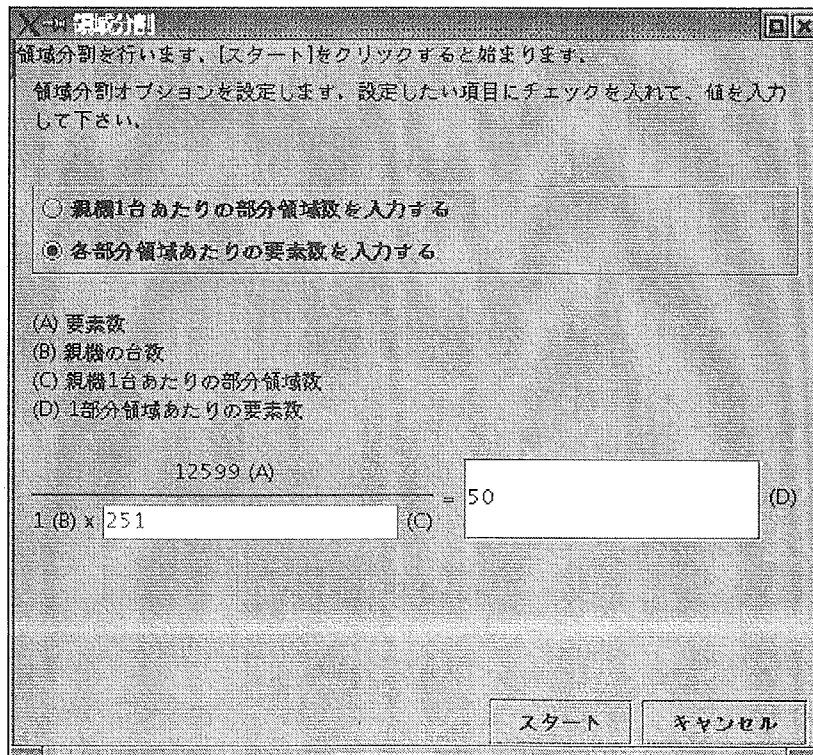 領域分割
領域分割を行います. [スタート]をクリックすると始まります.
領域分割オプションを設定します. 設定したい項目にチェックを入れて、値を入力
して下さい.
親機1台あたりの部分領域数を入力する
各部分領域あたりの要素数を入力する
(A) 要素数
(B) 親機の台数
(C) 親機1台あたりの部分領域数
(D) 1部分領域あたりの要素数
12599 (A)
1 (B) x 251 (C) = 50 (D)
スタート キャンセル